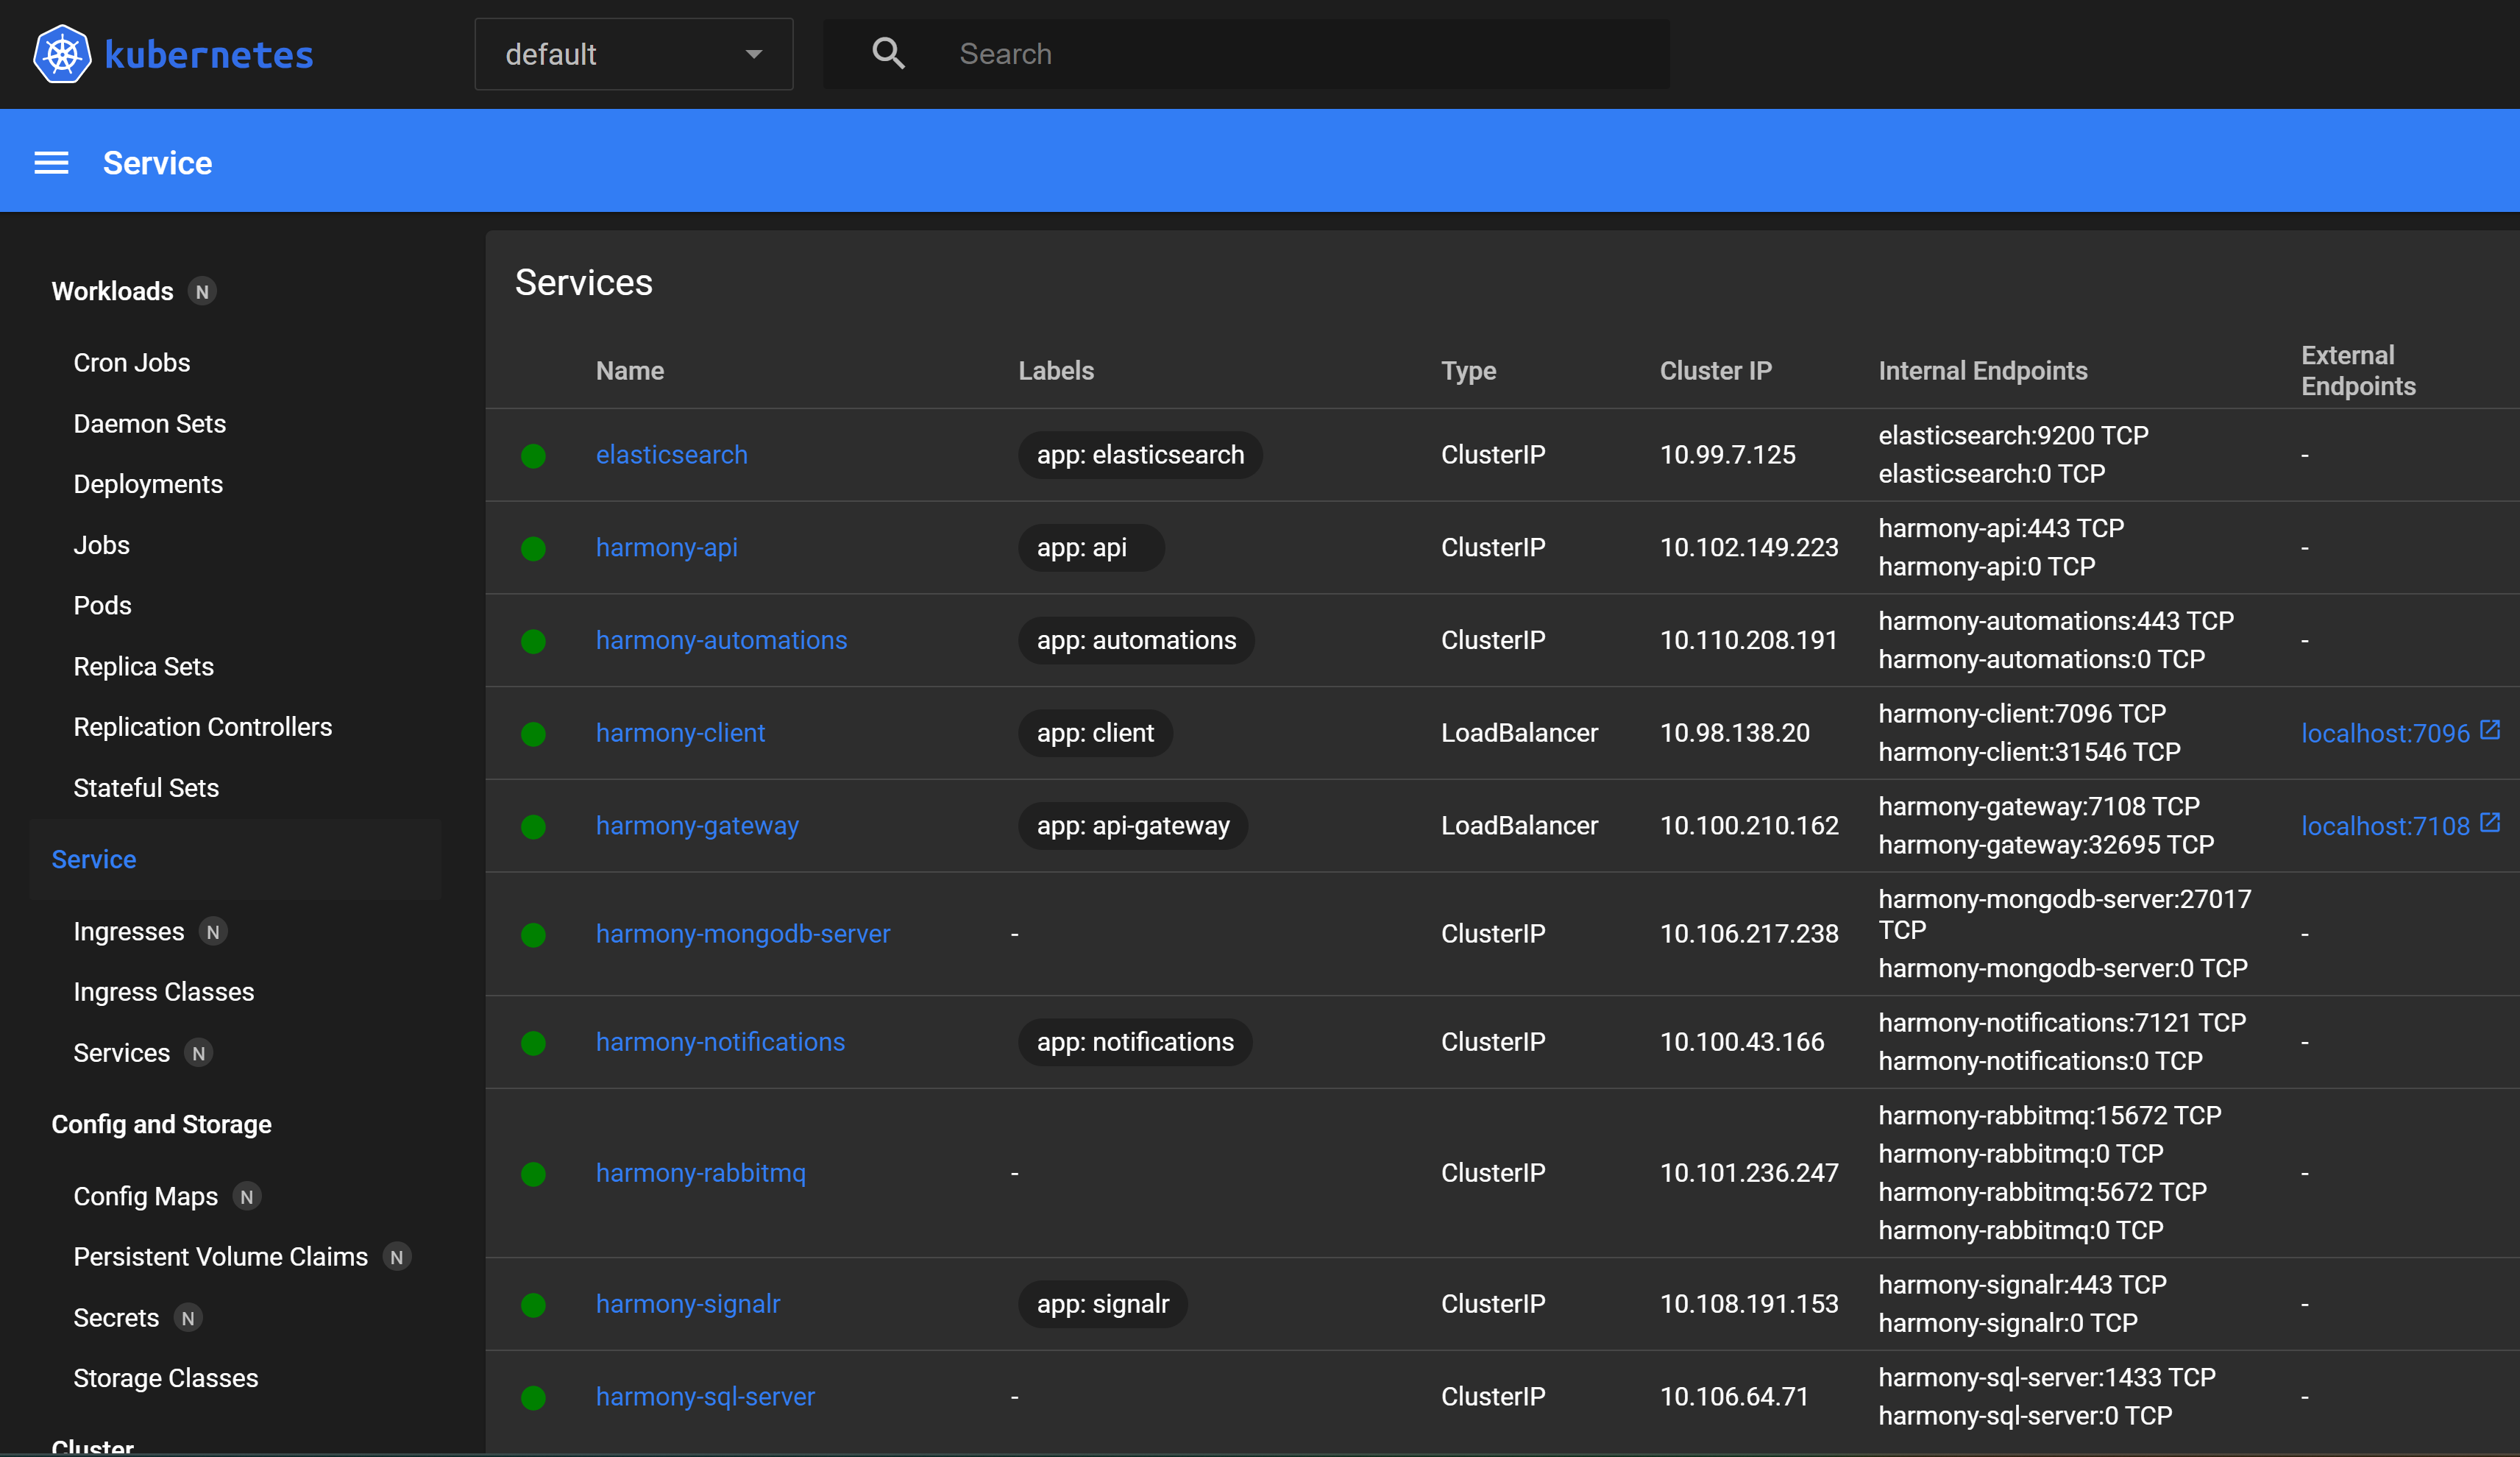 kubernetes
default
Search
Service
Workloads N
Cron Jobs
Daemon Sets
Deployments
Jobs
Pods
Replica Sets
Replication Controllers
Stateful Sets
Service
Ingresses N
Ingress Classes
Services N
Config and Storage
Config Maps N
Persistent Volume Claims N
Secrets N
Storage Classes
Cluster
Services
Name Labels Type Cluster IP Internal Endpoints External Endpoints
elasticsearch app: elasticsearch ClusterIP 10.99.7.125 elasticsearch:9200 TCP -
elasticsearch:0 TCP
harmony-api app: api ClusterIP 10.102.149.223 harmony-api:443 TCP -
harmony-api:0 TCP
harmony-automations app: automations ClusterIP 10.110.208.191 harmony-automations:443 TCP -
harmony-automations:0 TCP
harmony-client app: client LoadBalancer 10.98.138.20 harmony-client:7096 TCP localhost:7096
harmony-client:31546 TCP
harmony-gateway app: api-gateway LoadBalancer 10.100.210.162 harmony-gateway:7108 TCP localhost:7108
harmony-gateway:32695 TCP
harmony-mongodb-server - ClusterIP 10.106.217.238 harmony-mongodb-server:27017 TCP -
harmony-mongodb-server:0 TCP
harmony-notifications app: notifications ClusterIP 10.100.43.166 harmony-notifications:7121 TCP -
harmony-notifications:0 TCP
harmony-rabbitmq - ClusterIP 10.101.236.247 harmony-rabbitmq:15672 TCP -
harmony-rabbitmq:0 TCP
harmony-rabbitmq:5672 TCP
harmony-rabbitmq:0 TCP
harmony-signalr app: signalr ClusterIP 10.108.191.153 harmony-signalr:443 TCP -
harmony-signalr:0 TCP
harmony-sql-server - ClusterIP 10.106.64.71 harmony-sql-server:1433 TCP -
harmony-sql-server:0 TCP